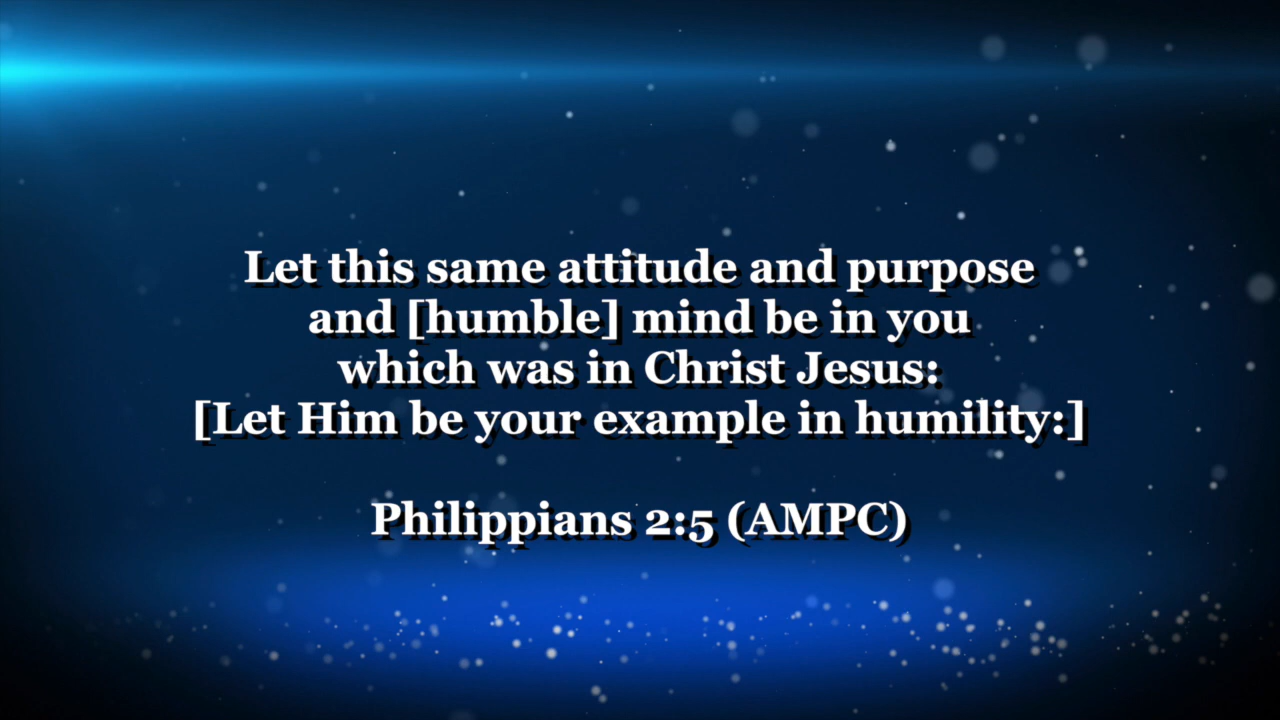 Let this same attitude and purpose
and [humble] mind be in you
which was in Christ Jesus:
[Let Him be your example in humility:]
Philippians 2:5 (AMPC)